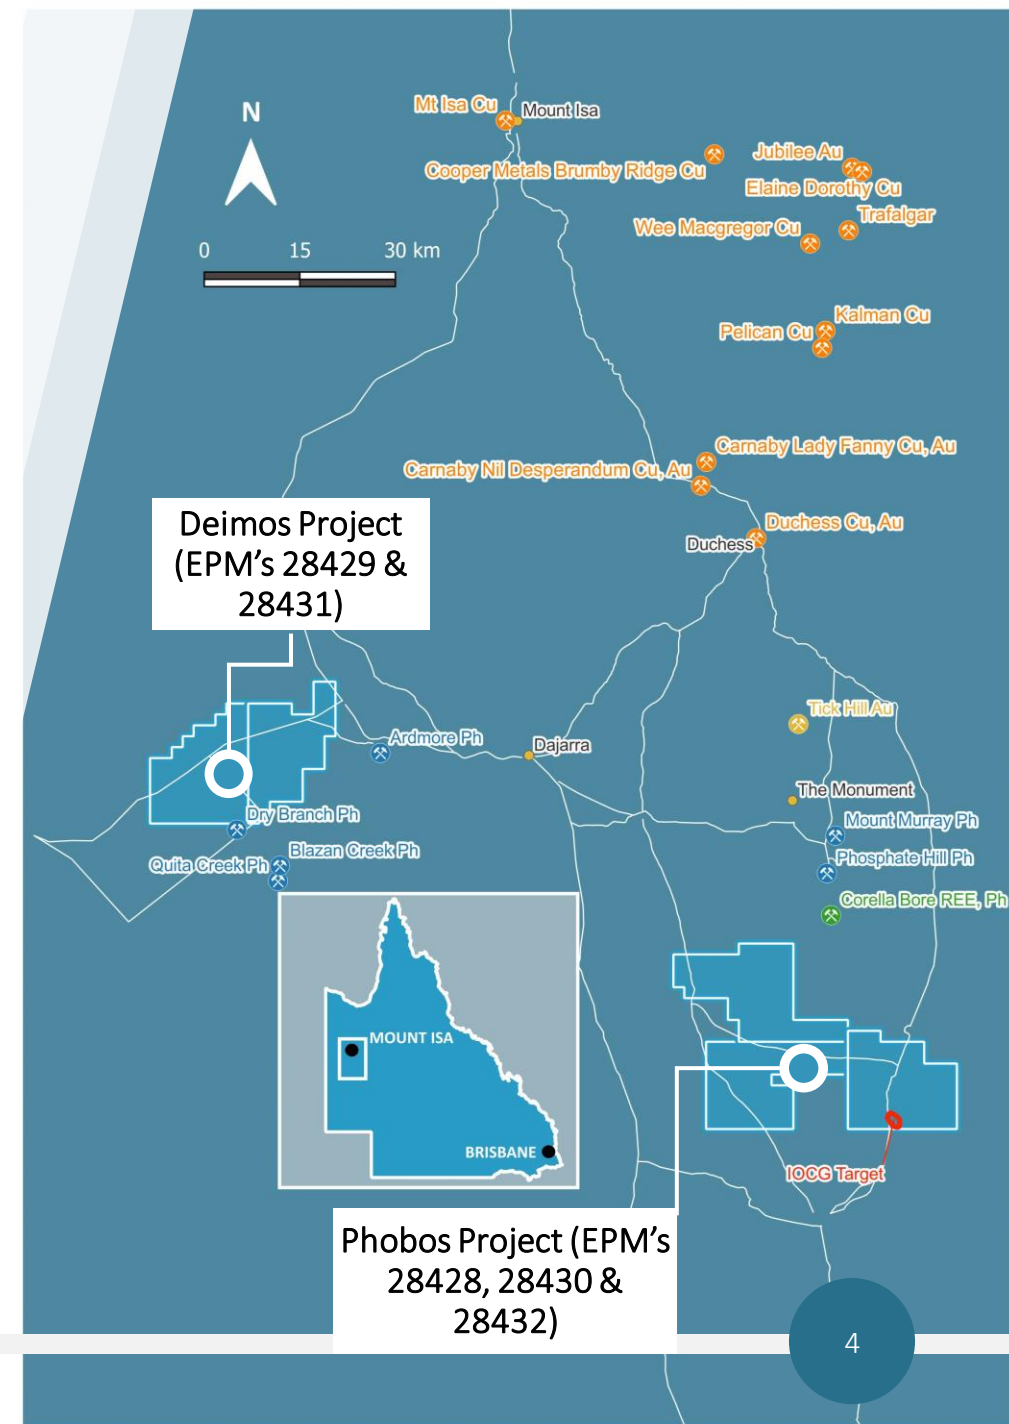 Mt Isa Cu
Mount Isa
N
Cooper Metals Brumby Ridge Cu
Jubilee Au
Elaine Dorothy Cu
Trafalgar
Wee Macgregor Cu
0 15 30 km
Kalman Cu
Pelican Cu
Carnaby Lady Fanny Cu, Au
Carnaby Nil Desperandum Cu, Au
Duchess Cu, Au
Duchess
Deimos Project
(EPM’s 28429 &
28431)
Tick Hill Au
Ardmore Ph
Dajarra
The Monument
Dry Branch Ph
Mount Murray Ph
Blazan Creek Ph
Quita Creek Ph
Phosphate Hill Ph
Corella Bore REE, Ph
MOUNT ISA
BRISBANE
IOCG Target
Phobos Project (EPM’s
28428, 28430 &
28432)
4